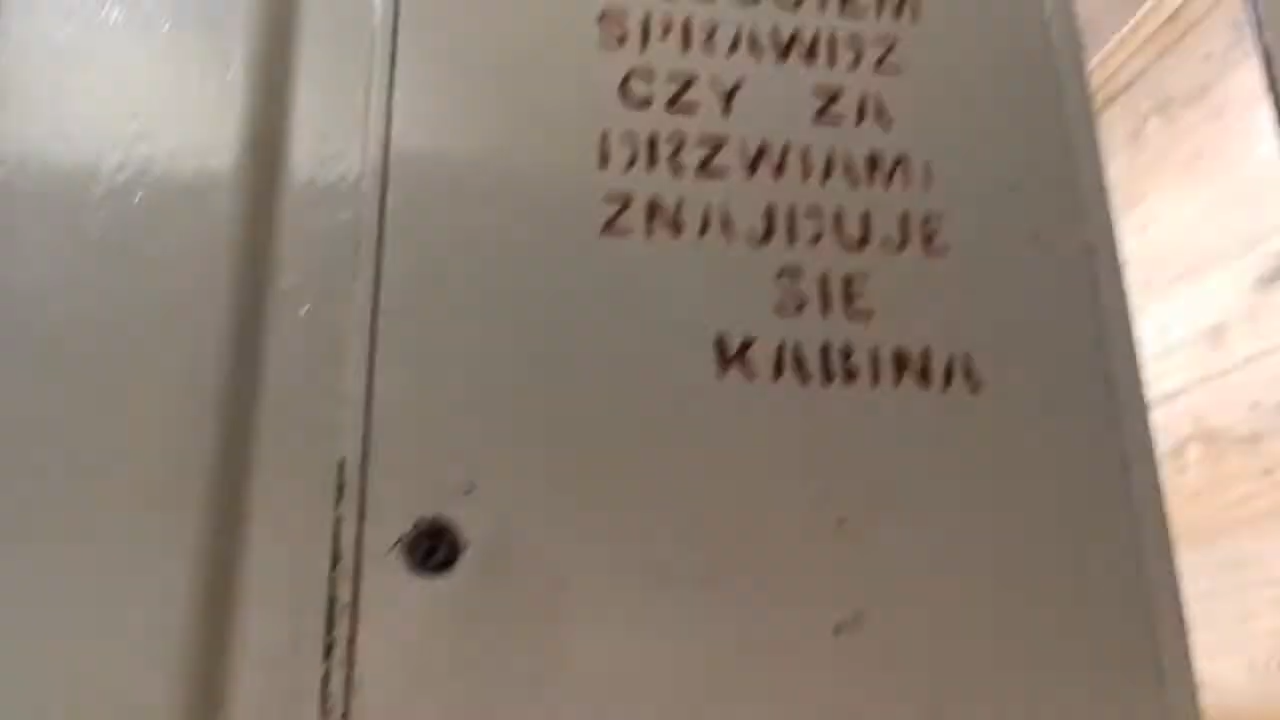 SPRAWDZ
CZY ZA
DRZWIAMI
ZNAJDUJE
SIE
KABINA